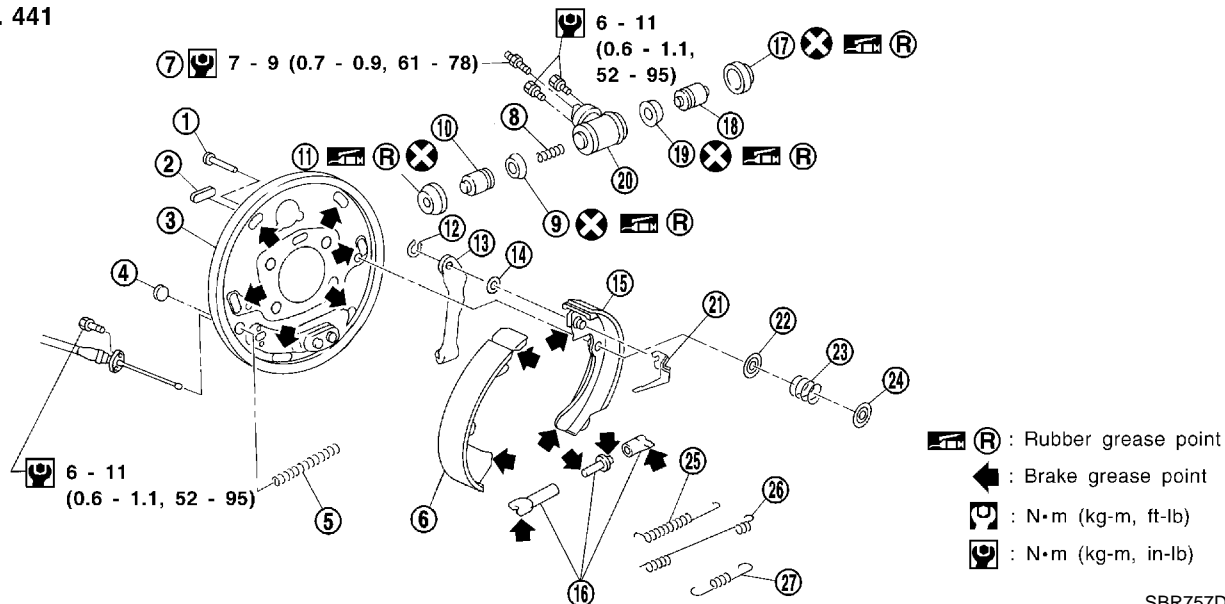 . 441
6 - 11
(0.6 - 1.1,
52 - 95)
17 R
7 7 - 9 (0.7 - 0.9, 61 - 78)
1
8
18
10
11 R
19 R
2
20
9 R
3
12
13
14
4
15
21
22
23
24
R : Rubber grease point
25
6 - 11
(0.6 - 1.1, 52 - 95)
5
6
26
: Brake grease point
: N•m (kg-m, ft-lb)
16
27
: N•m (kg-m, in-lb)
SBR757D